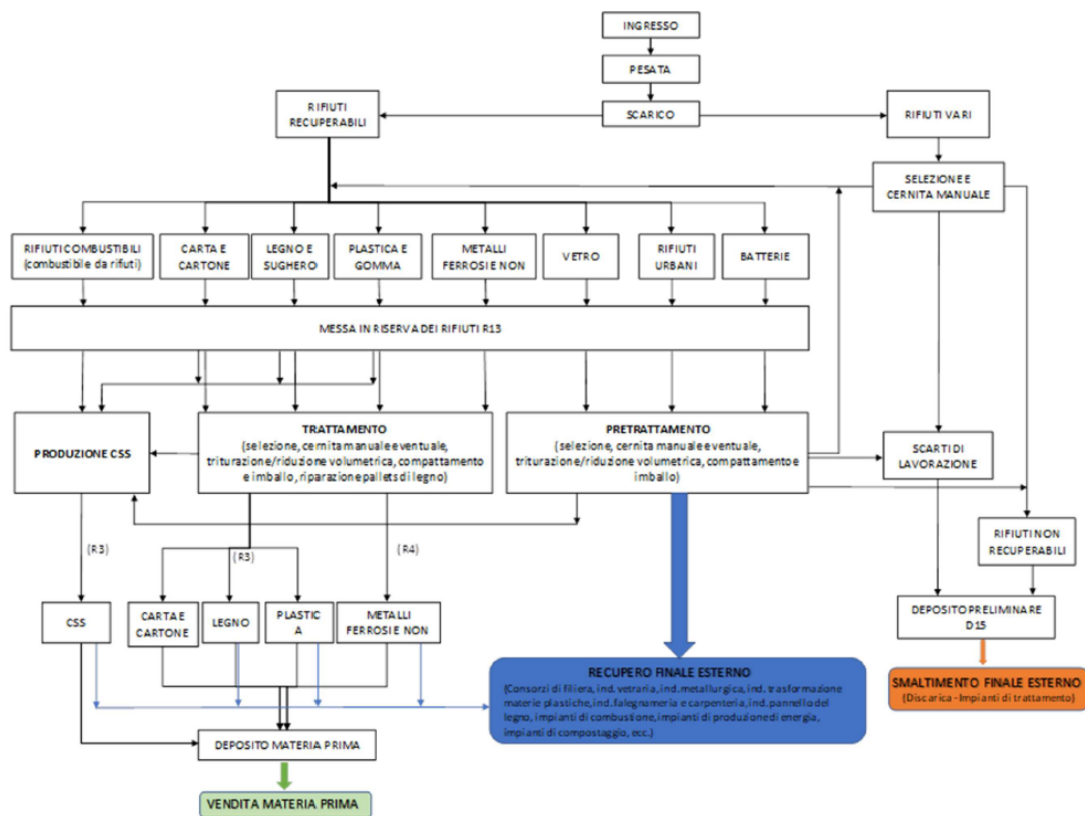 INGRESSO
PESATA
SCARICO
RIFIUTI
RECUPERABILI
RIFIUTI VARI
SELEZIONE E
CERNITA MANUALE
RIFIUTI COMBUSTIBILI
(combustibile da rifiuti)
CARTA E
CARTONE
LEGNO E
SUGHERO
PLASTICA E
GOMMA
METALLI
FERROSI E NON
VETRO
RIFIUTI
URBANI
BATTERIE
MESSA IN RISERVA DEI RIFIUTI R13
PRODUZIONE CSS
TRATTAMENTO
(selezione, cernita manuale e eventuale,
triturazione/riduzione volumetrica, compattamento
e imballo, riparazione pallets di legno)
PRETRATTAMENTO
(selezione, cernita manuale e eventuale,
triturazione/riduzione volumetrica, compattamento e
imballo)
SCARTI DI
LAVORAZIONE
RIFIUTI NON
RECUPERABILI
(R3)
(R3)
(R4)
CSS
CARTA E
CARTONE
LEGNO
PLASTIC
A
METALLI
FERROSI E NON
DEPOSITO PRELIMINARE
D15
RECUPERO FINALE ESTERNO
(Consorzi di filiera, ind. vetraria, ind. metallurgica, ind. trasformazione
materie plastiche, ind. falegnameria e carpenteria, ind. pannello del
legno, impianti di combustione, impianti di produzione di energia,
impianti di compostaggio, ecc.)
SMALTIMENTO FINALE ESTERNO
(Discarica - Impianti di trattamento)
DEPOSITO MATERIA PRIMA
VENDITA MATERIA PRIMA